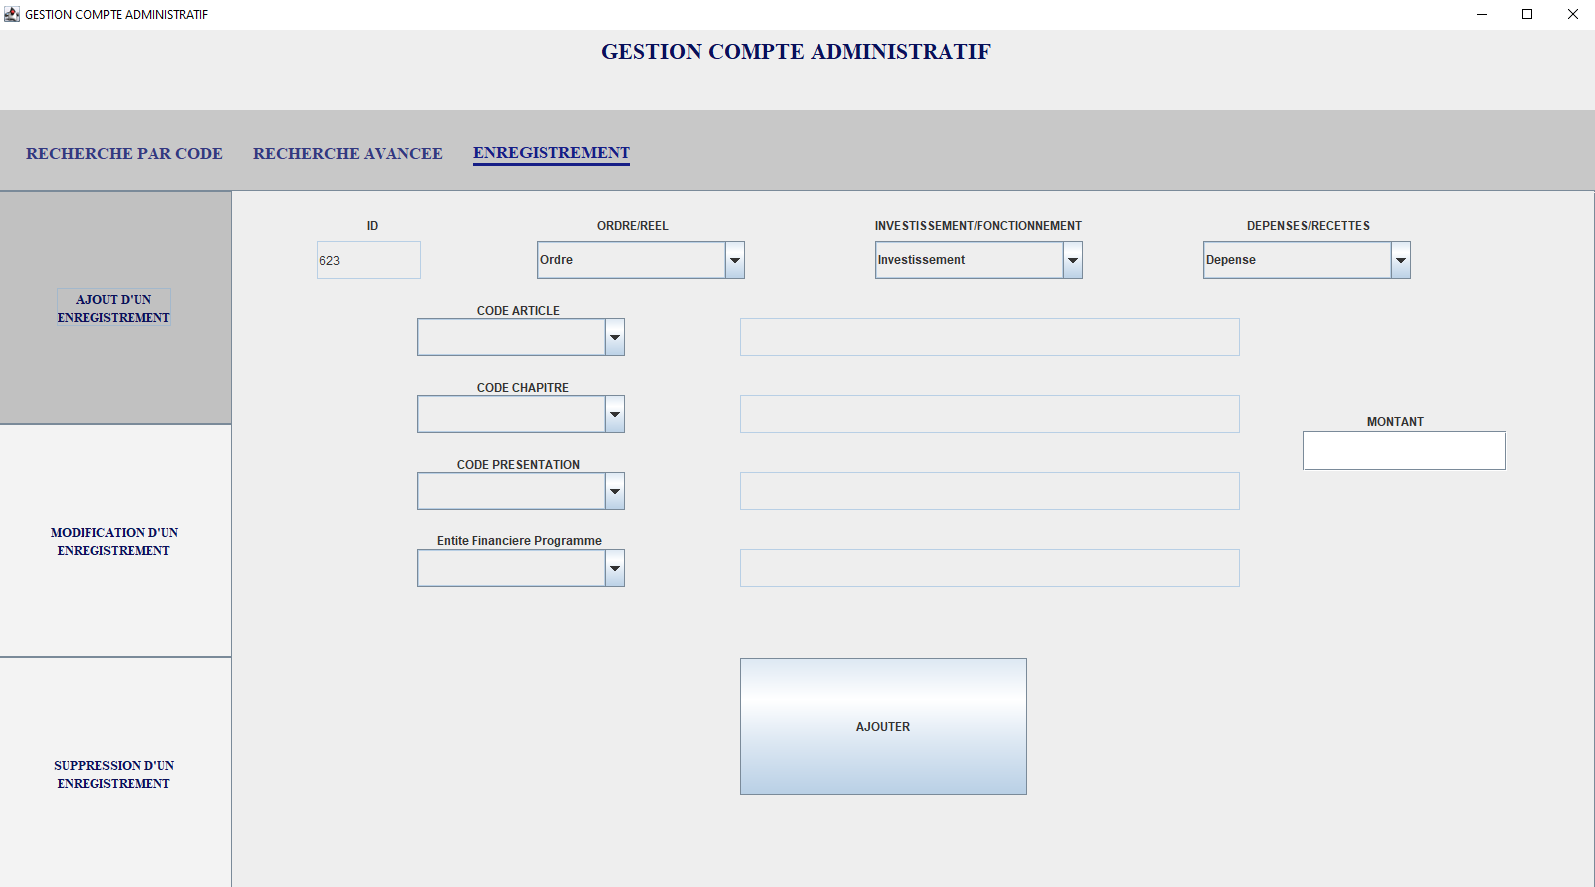 GESTION COMPTE ADMINISTRATIF
GESTION COMPTE ADMINISTRATIF
RECHERCHE PAR CODE
RECHERCHE AVANCEE
ENREGISTREMENT
AJOUT D'UN
ENREGISTREMENT
MODIFICATION D'UN
ENREGISTREMENT
SUPPRESSION D'UN
ENREGISTREMENT
ID
623
ORDRE/REEL
Ordre
INVESTISSEMENT/FONCTIONNEMENT
Investissement
DEPENSES/RECETTES
Depense
CODE ARTICLE
CODE CHAPITRE
CODE PRESENTATION
Entite Financiere Programme
MONTANT
AJOUTER